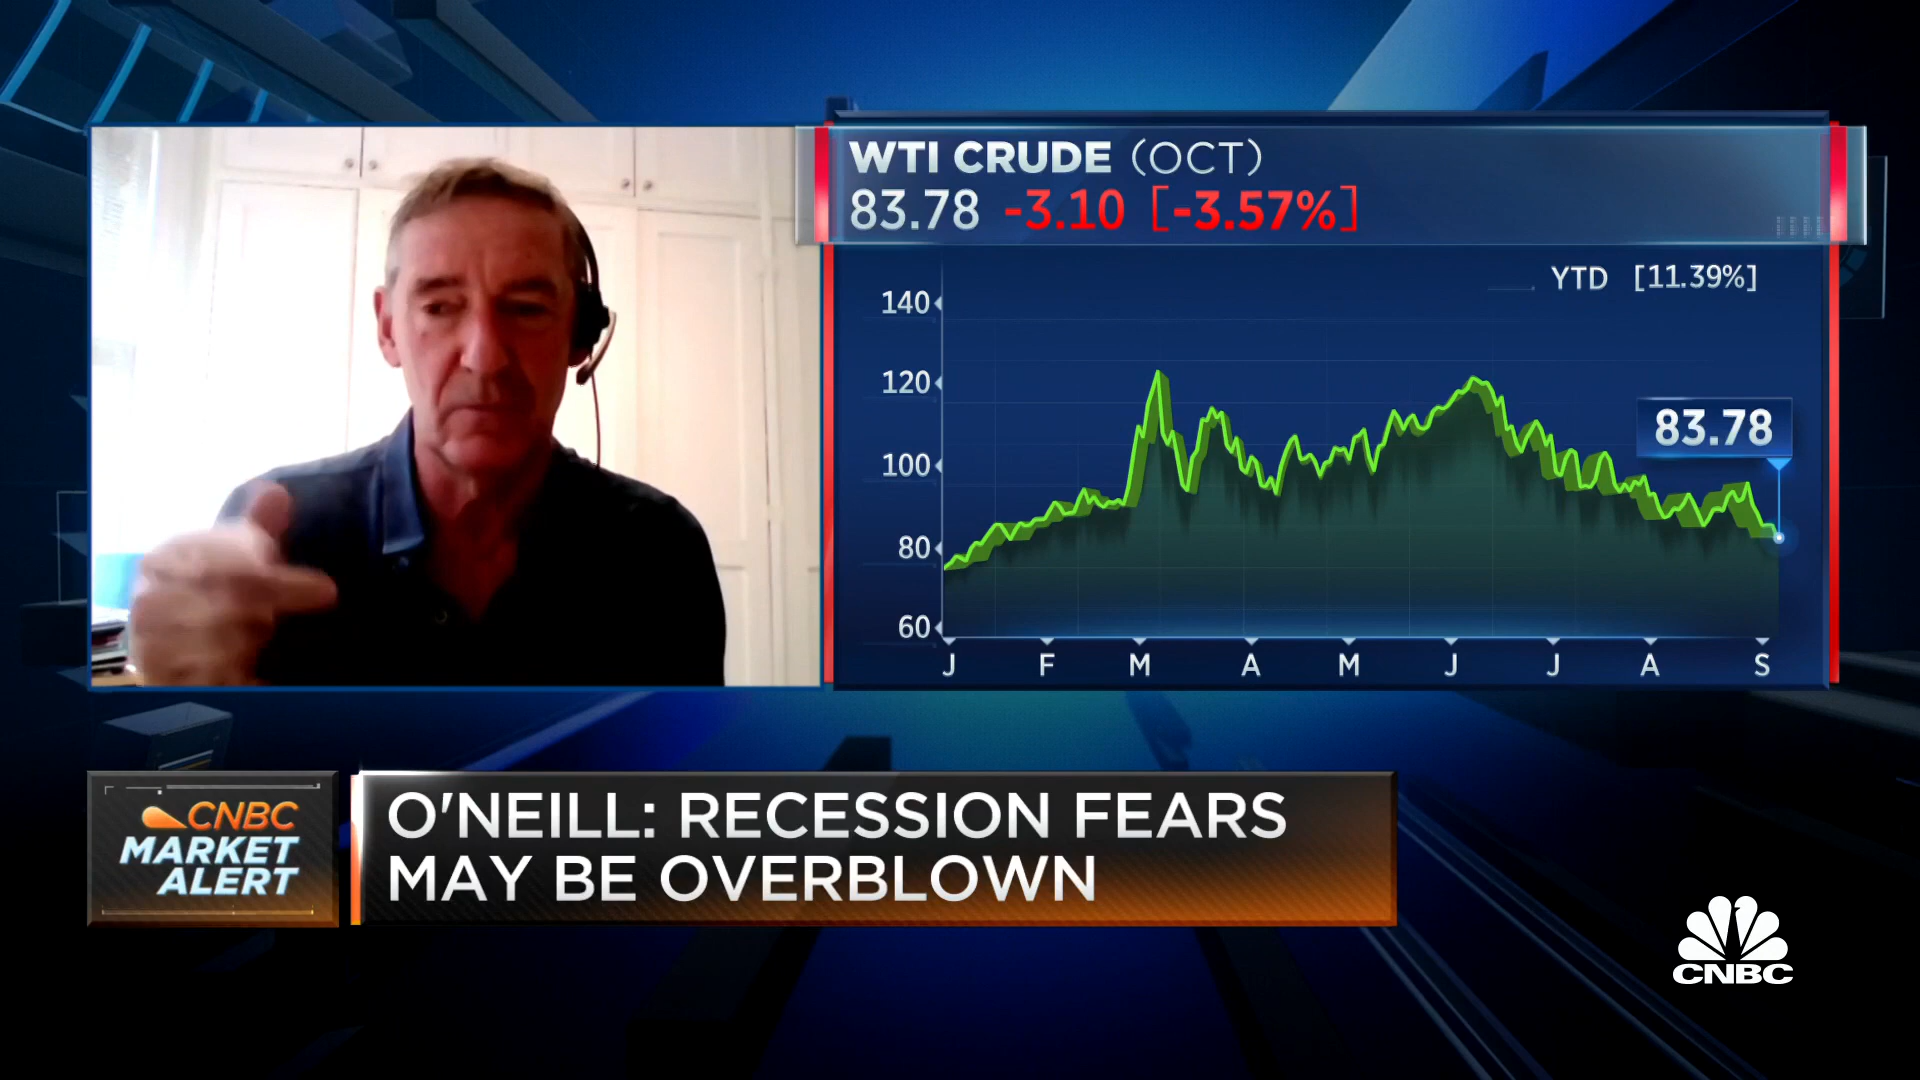 WTI CRUDE (OCT)
83.78 -3.10 [-3.57%]
YTD [11.39%]
140
120
100
80
60
83.78
J F M A M J J A S
CNBC
MARKET
ALERT
O'NEILL: RECESSION FEARS
MAY BE OVERBLOWN
CNBC